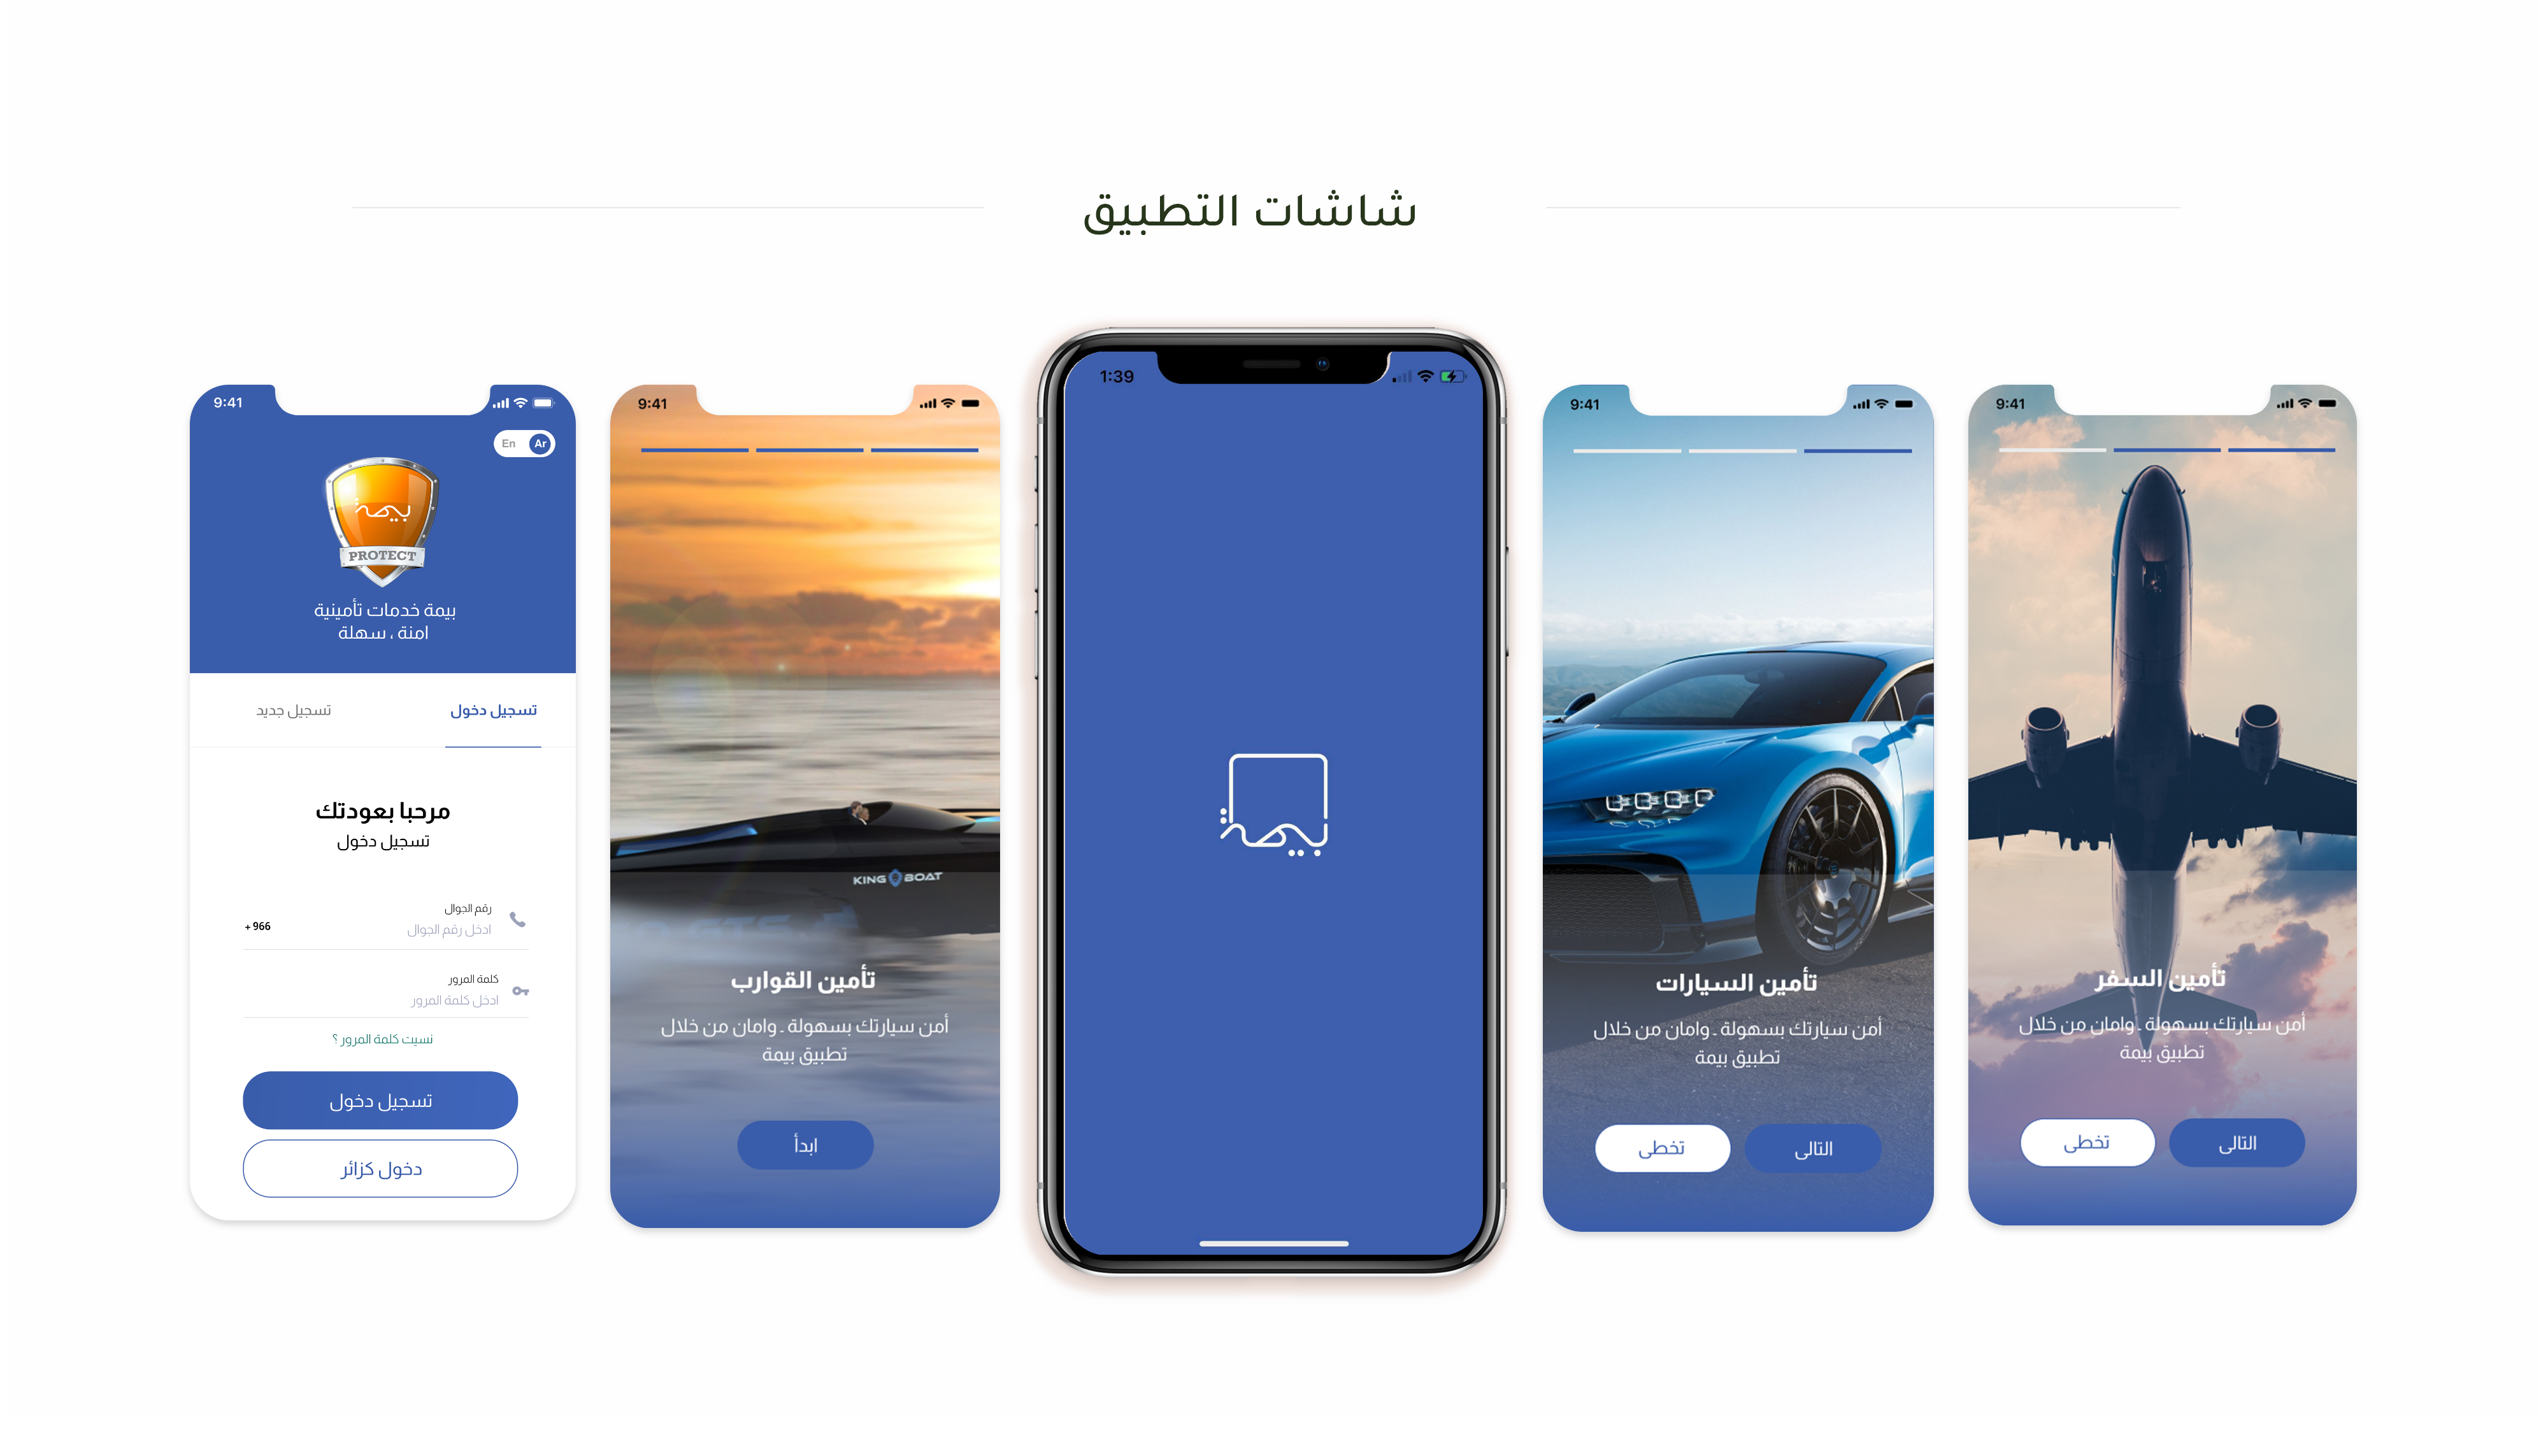 شاشات التطبيق
9:41
تأمين السفر
أمن سيارتك بسهولة - وامان من خلال
تطبيق بيمة
التالى
تخطى
9:41
تأمين السيارات
أمن سيارتك بسهولة - وامان من خلال
تطبيق بيمة
التالى
تخطى
1:39
بيمة
9:41
KING BOAT
تأمين القوارب
أمن سيارتك بسهولة - وامان من خلال
تطبيق بيمة
ابدأ
9:41
En Ar
بيمة
PROTECT
بيمة خدمات تأمينية
امنة ، سهلة
تسجيل دخول
تسجيل جديد
مرحبا بعودتك
تسجيل دخول
رقم الجوال
ادخل رقم الجوال
+ 966
كلمة المرور
ادخل كلمة المرور
نسيت كلمة المرور ؟
تسجيل دخول
دخول كزائر